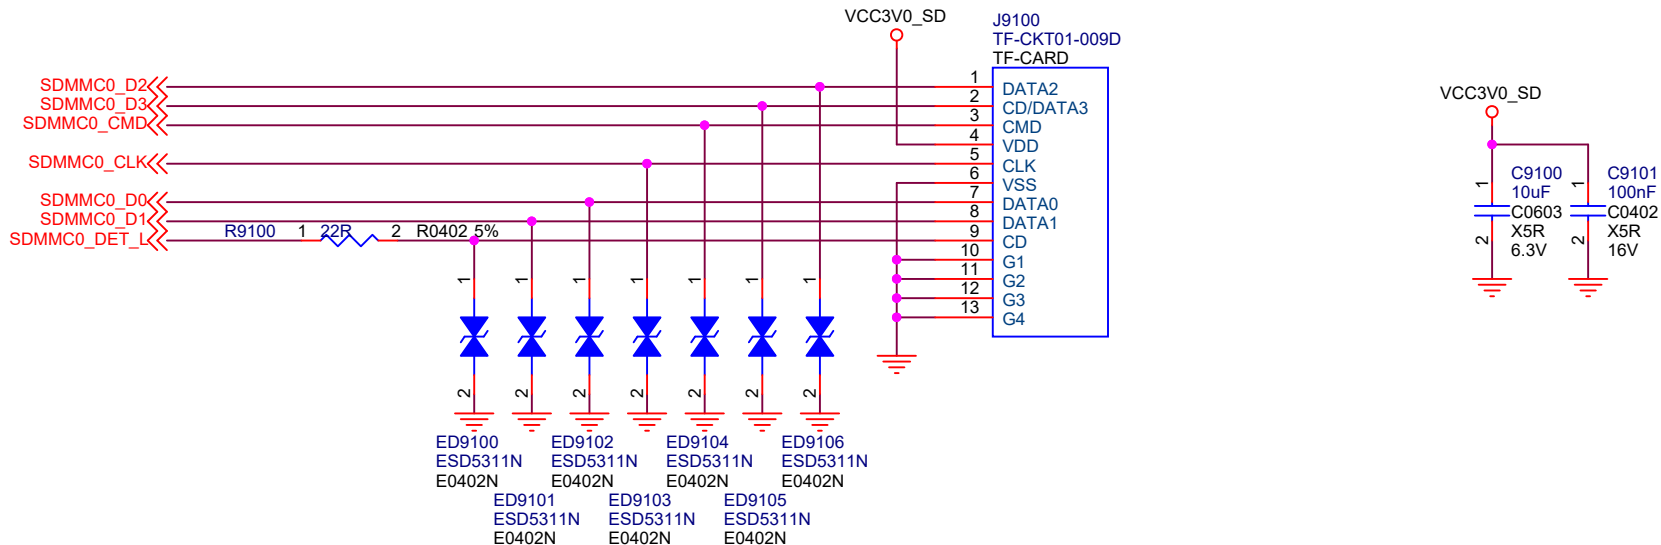 VCC3V0_SD
J9100
TF-CKT01-009D
TF-CARD
SDMMC0_D2
SDMMC0_D3
SDMMC0_CMD
SDMMC0_CLK
SDMMC0_D0
SDMMC0_D1
SDMMC0_DET_L
R9100 1 22R 2 R0402 5%
1 DATA2
2 CD/DATA3
3 CMD
4 VDD
5 CLK
6 VSS
7 DATA0
8 DATA1
9 CD
10 G1
11 G2
12 G3
13 G4
1 1 1 1 1 1 1
2 2 2 2 2 2 2
ED9100
ESD5311N
E0402N
ED9102
ESD5311N
E0402N
ED9104
ESD5311N
E0402N
ED9106
ESD5311N
E0402N
ED9101
ESD5311N
E0402N
ED9103
ESD5311N
E0402N
ED9105
ESD5311N
E0402N
VCC3V0_SD
1
2
C9100
10uF
C0603
X5R
6.3V
1
2
C9101
100nF
C0402
X5R
16V